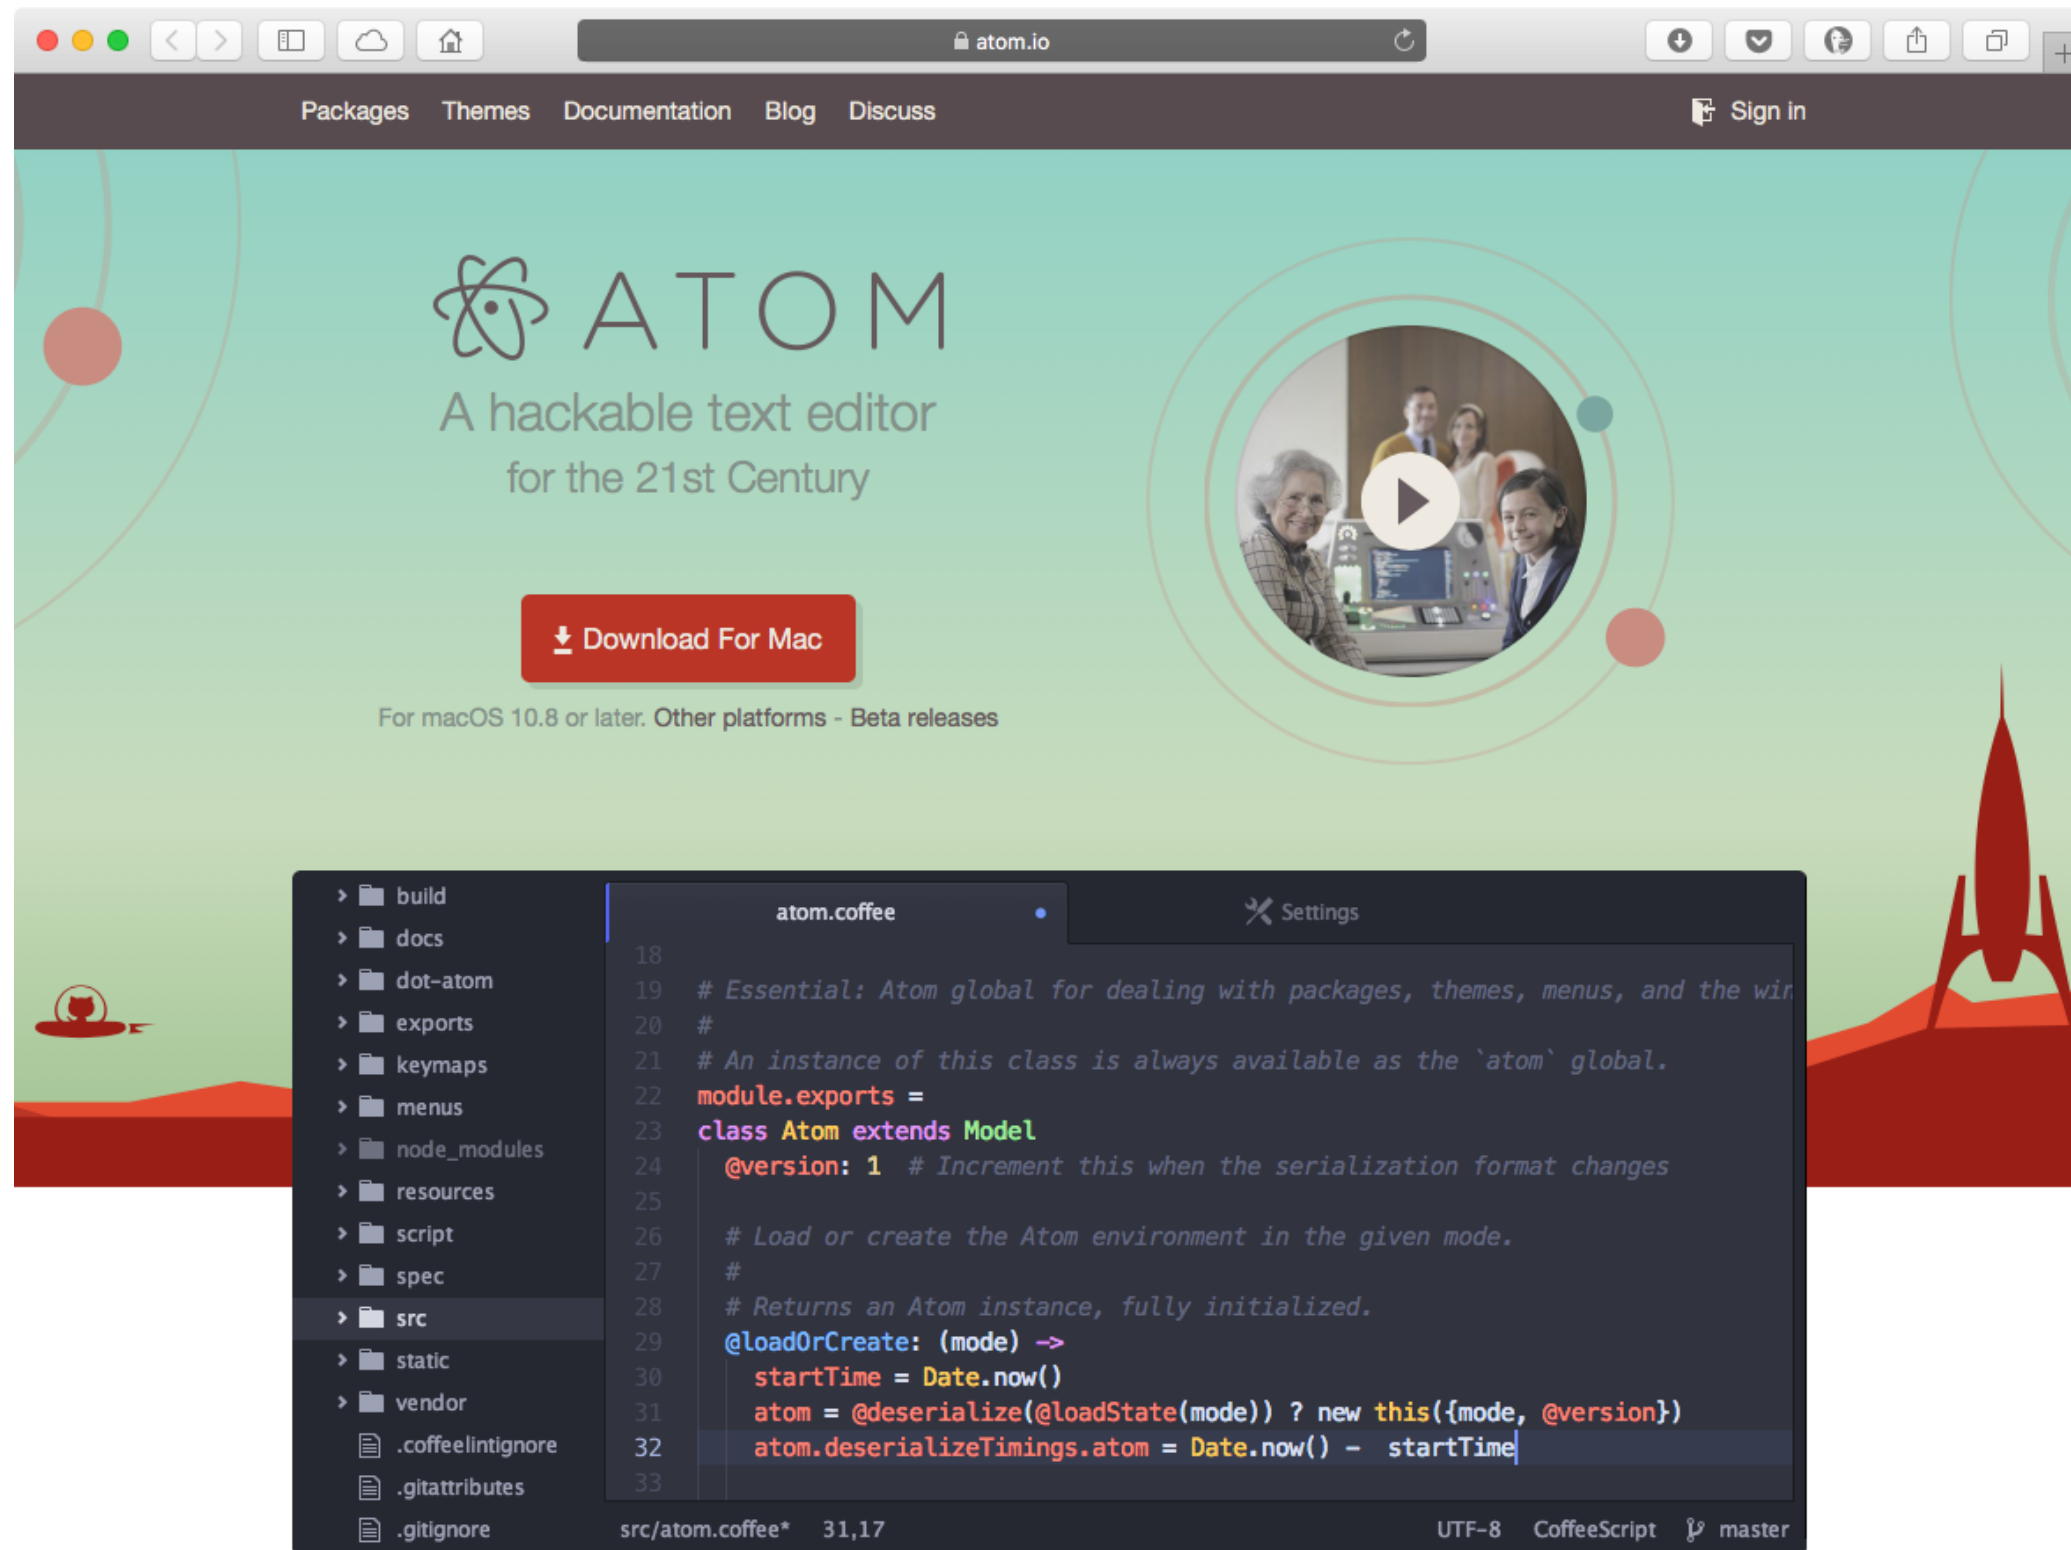 atom.io
Packages Themes Documentation Blog Discuss Sign in
ATOM
A hackable text editor
for the 21st Century
Download For Mac
For macOS 10.8 or later. Other platforms - Beta releases
build
docs
dot-atom
exports
keymaps
menus
node_modules
resources
script
spec
src
static
vendor
.coffeelintignore
.gitattributes
.gitignore
atom.coffee Settings
18
19 # Essential: Atom global for dealing with packages, themes, menus, and the win
20 #
21 # An instance of this class is always available as the `atom` global.
22 module.exports =
23 class Atom extends Model
24 @version: 1 # Increment this when the serialization format changes
25
26 # Load or create the Atom environment in the given mode.
27 #
28 # Returns an Atom instance, fully initialized.
29 @loadOrCreate: (mode) ->
30 startTime = Date.now()
31 atom = @deserialize(@loadState(mode)) ? new this({mode, @version})
32 atom.deserializeTimings.atom = Date.now() - startTime
33
src/atom.coffee* 31,17 UTF-8 CoffeeScript master